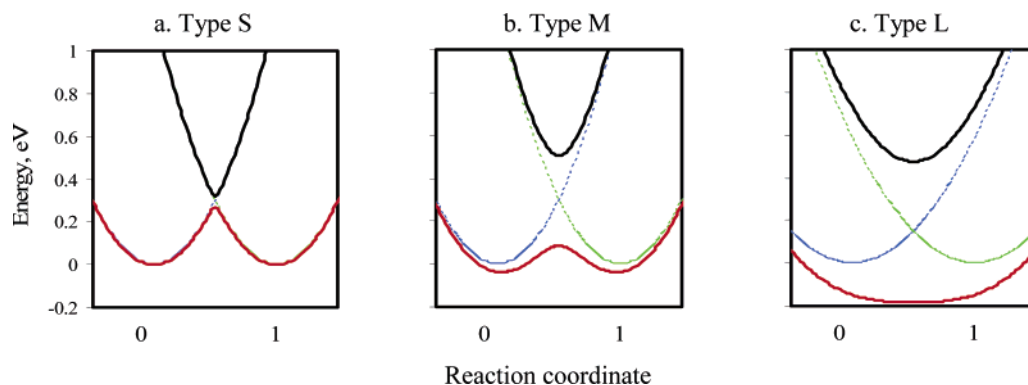 a. Type S
b. Type M
c. Type L
Energy, eV
1
0.8
0.6
0.4
0.2
0
-0.2
0 1
0 1
0 1
Reaction coordinate